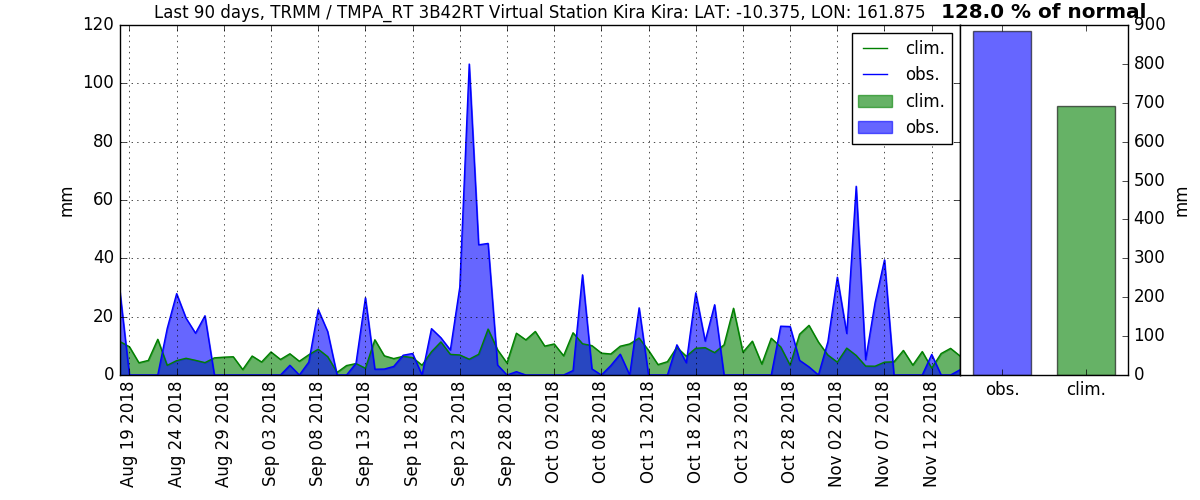 Last 90 days, TRMM / TMPA_RT 3B42RT Virtual Station Kira Kira: LAT: -10.375, LON: 161.875
128.0 % of normal
120
100
80
60
40
20
0
mm
clim.
obs.
clim.
obs.
Aug 19 2018
Aug 24 2018
Aug 29 2018
Sep 03 2018
Sep 08 2018
Sep 13 2018
Sep 18 2018
Sep 23 2018
Sep 28 2018
Oct 03 2018
Oct 08 2018
Oct 13 2018
Oct 18 2018
Oct 23 2018
Oct 28 2018
Nov 02 2018
Nov 07 2018
Nov 12 2018
900
800
700
600
500
400
300
200
100
0
mm
obs.
clim.